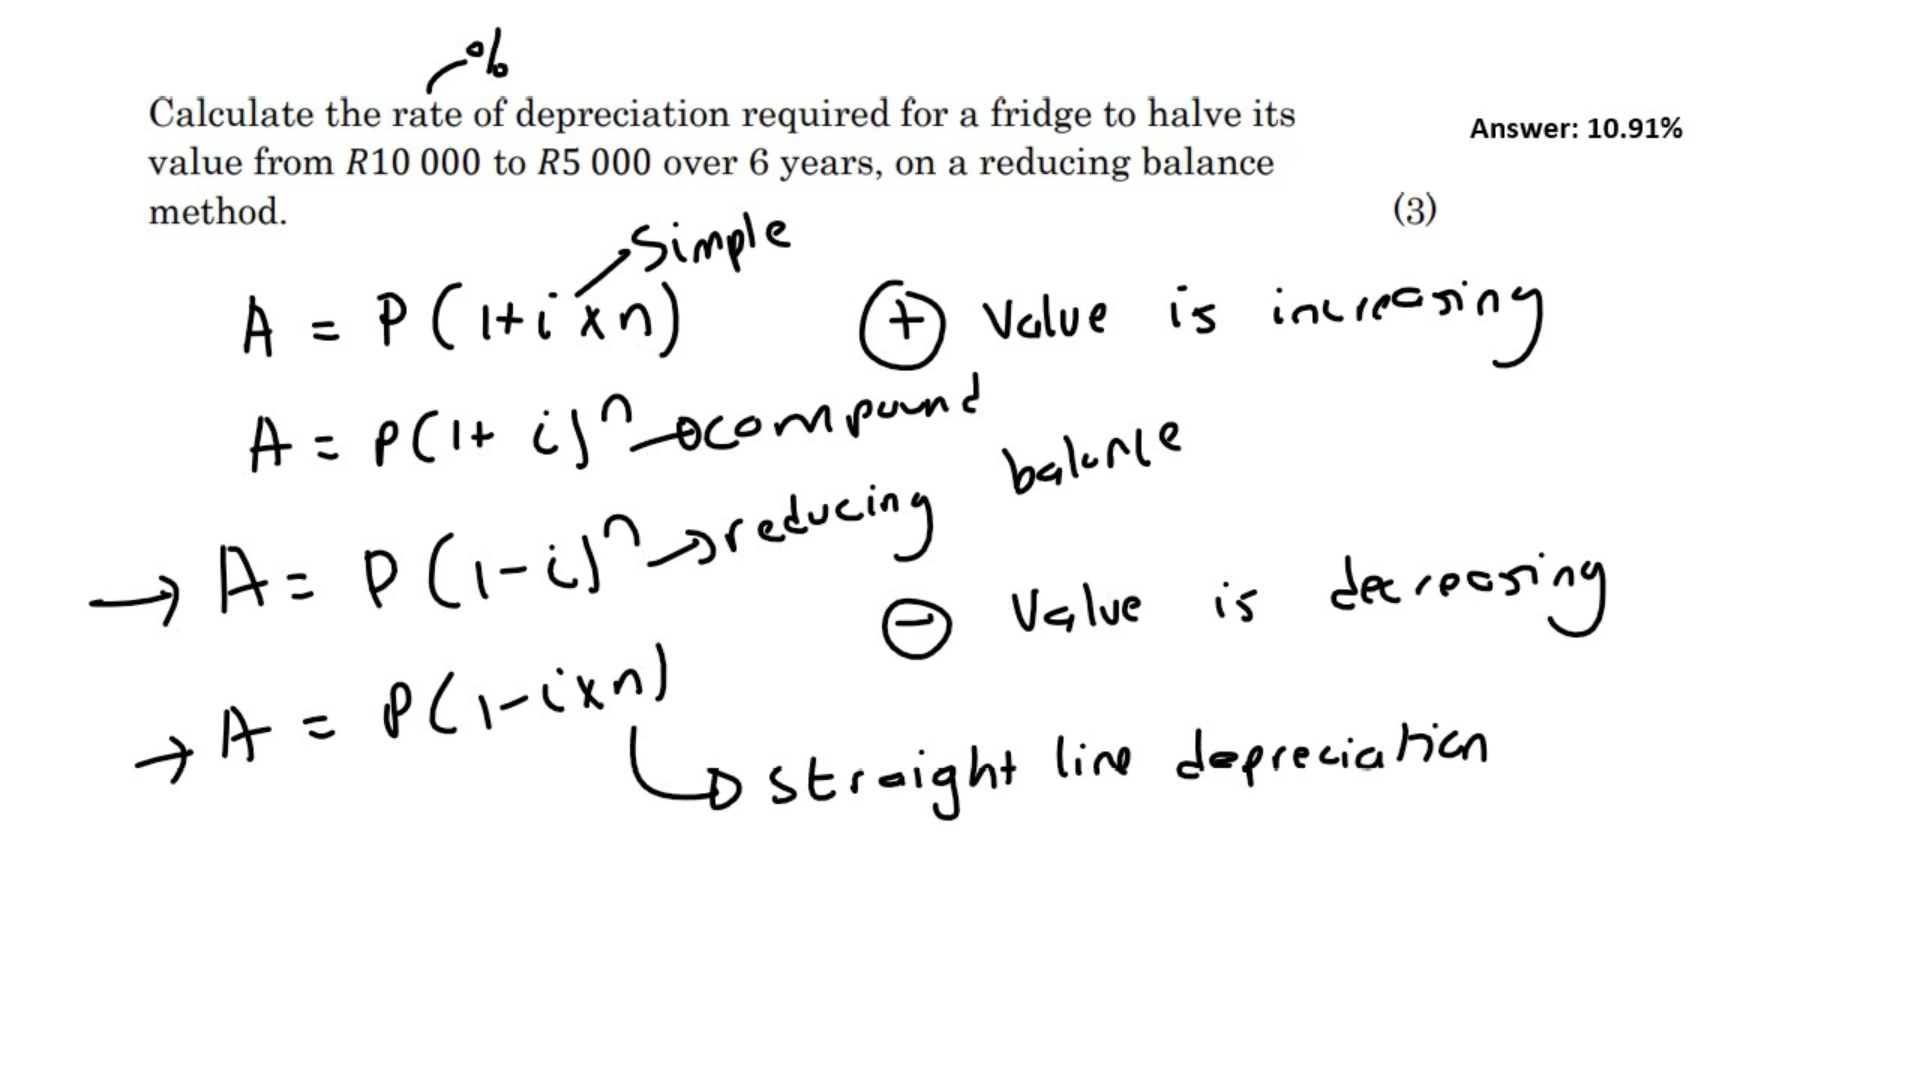 %
Calculate the rate of depreciation required for a fridge to halve its
value from R10 000 to R5 000 over 6 years, on a reducing balance
method.
(3)
Answer: 10.91%
Simple
A = P(1+i×n)
+ Value is increasing
A = P(1+i)^n → compound
→ A = P(1-i)^n → reducing balance
- Value is decreasing
→ A = P(1-i×n)
→ straight line depreciation